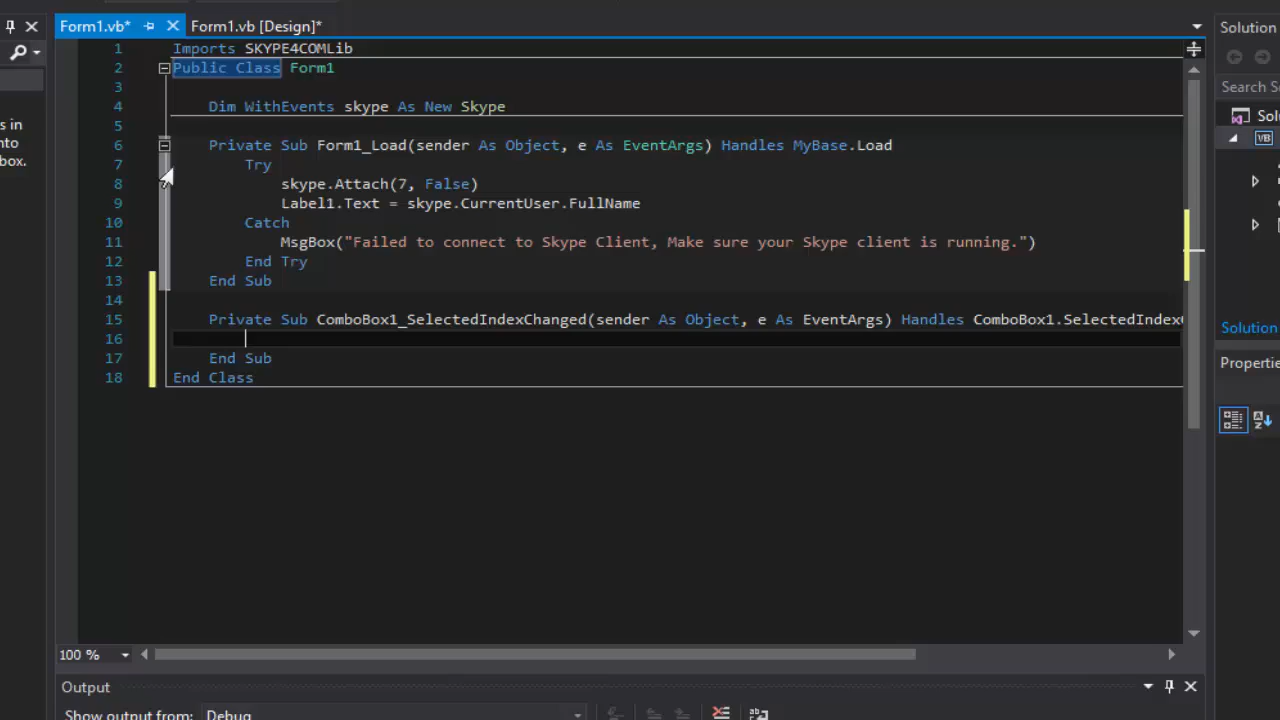 Form1.vb*
Form1.vb [Design]*
Solution
1 Imports SKYPE4COMLib
2 Public Class Form1
3
4 Dim WithEvents skype As New Skype
5
6 Private Sub Form1_Load(sender As Object, e As EventArgs) Handles MyBase.Load
7 Try
8 skype.Attach(7, False)
9 Label1.Text = skype.CurrentUser.FullName
10 Catch
11 MsgBox("Failed to connect to Skype Client, Make sure your Skype client is running.")
12 End Try
13 End Sub
14
15 Private Sub ComboBox1_SelectedIndexChanged(sender As Object, e As EventArgs) Handles ComboBox1.SelectedIndex
16
17 End Sub
18 End Class
s in
nto
box.
Search S
Solu
VB
Solution
Propertie
100 %
Output
Show output from: Debug